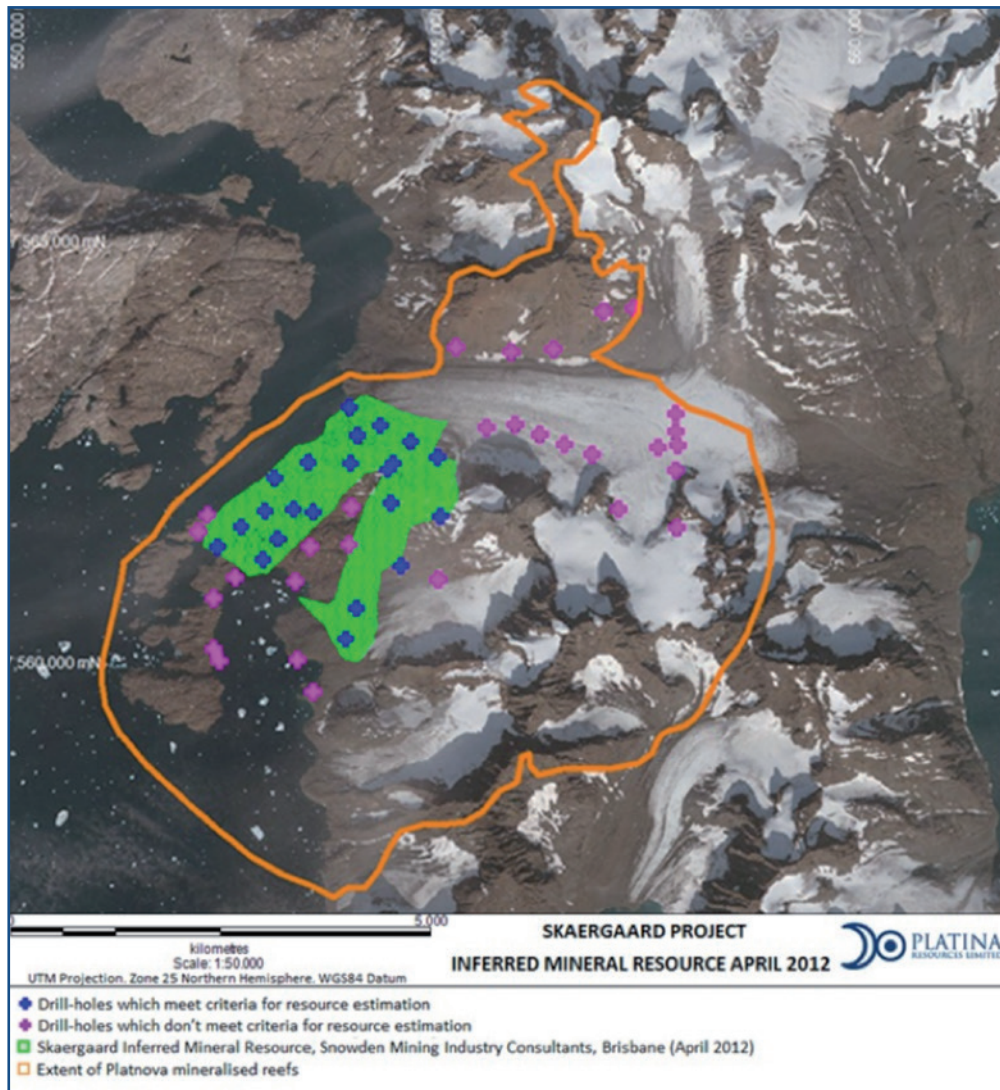 550,000
7,565,000 mN
7,560,000 mN
5.000
kilometres
Scale: 1:50.000
UTM Projection. Zone 25 Northern Hemisphere. WGS84 Datum
SKAERGAARD PROJECT
INFERRED MINERAL RESOURCE APRIL 2012
PLATINA
RESOURCES LIMITED
Drill-holes which meet criteria for resource estimation
Drill-holes which don't meet criteria for resource estimation
Skaergaard Inferred Mineral Resource, Snowden Mining Industry Consultants, Brisbane (April 2012)
Extent of Platnova mineralised reefs